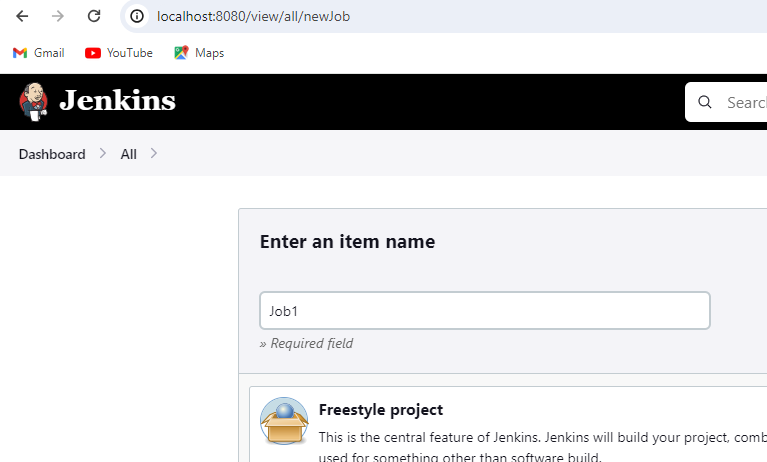 localhost:8080/view/all/newJob
Gmail YouTube Maps
Jenkins
Search
Dashboard All
Enter an item name
Job1
» Required field
Freestyle project
This is the central feature of Jenkins. Jenkins will build your project, comb
used for something other than software build.